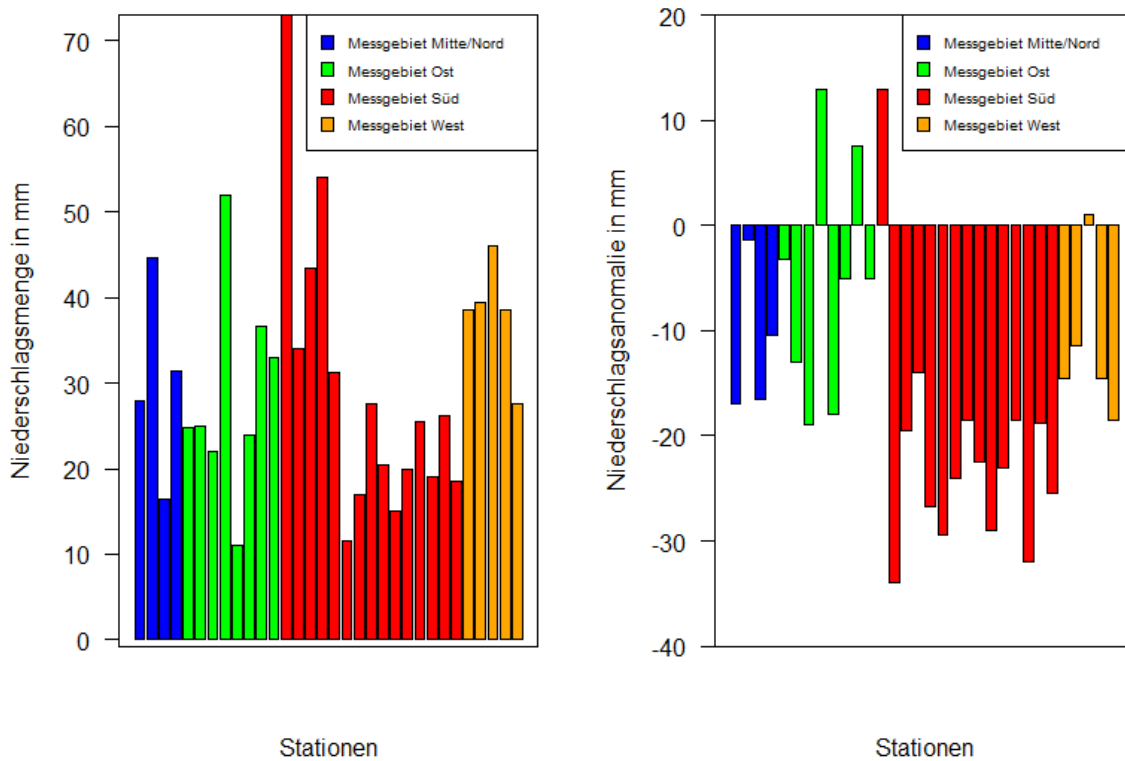 Niederschlagsmenge in mm
70
60
50
40
30
20
10
0
Messgebiet Mitte/Nord
Messgebiet Ost
Messgebiet Süd
Messgebiet West
Stationen
Niederschlagsanomalie in mm
20
10
0
-10
-20
-30
-40
Messgebiet Mitte/Nord
Messgebiet Ost
Messgebiet Süd
Messgebiet West
Stationen